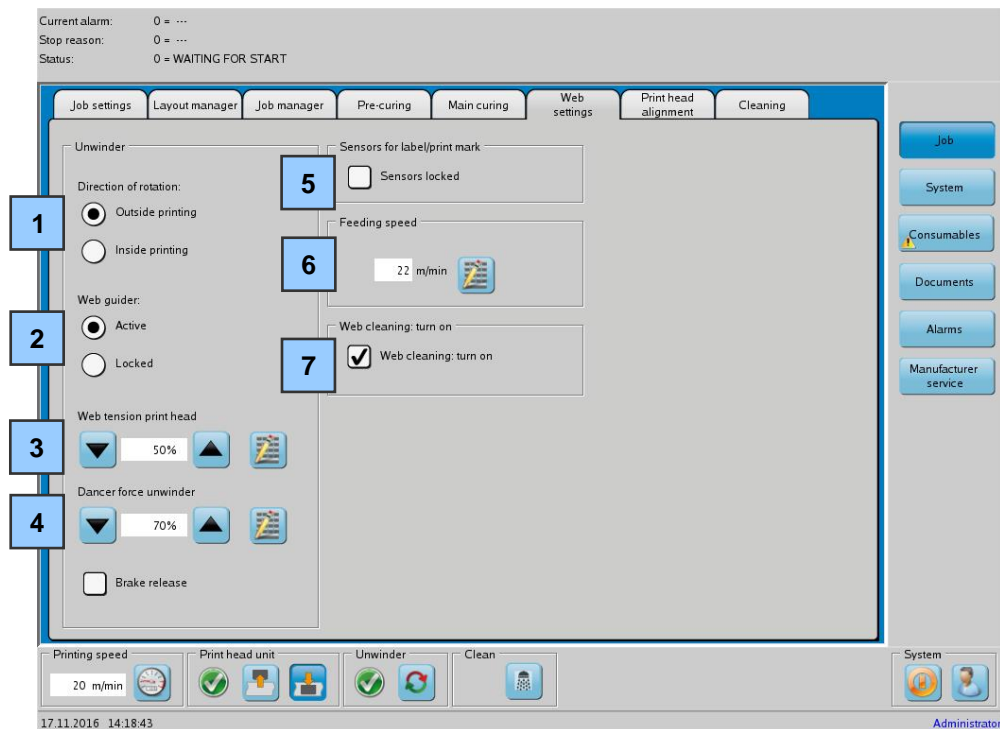 Current alarm: 0 = ---
Stop reason: 0 = ---
Status: 0 = WAITING FOR START
Job settings
Layout manager
Job manager
Pre-curing
Main curing
Web
settings
Print head
alignment
Cleaning
Unwinder
Direction of rotation:
1
Outside printing
Inside printing
Web guider:
2
Active
Locked
Web tension print head
3
50%
Dancer force unwinder
4
70%
Brake release
Sensors for label/print mark
5
Sensors locked
Feeding speed
6
22 m/min
Web cleaning: turn on
7
Web cleaning: turn on
Job
System
Consumables
Documents
Alarms
Manufacturer
service
Printing speed
20 m/min
Print head unit
Unwinder
Clean
System
17.11.2016 14:18:43
Administrator